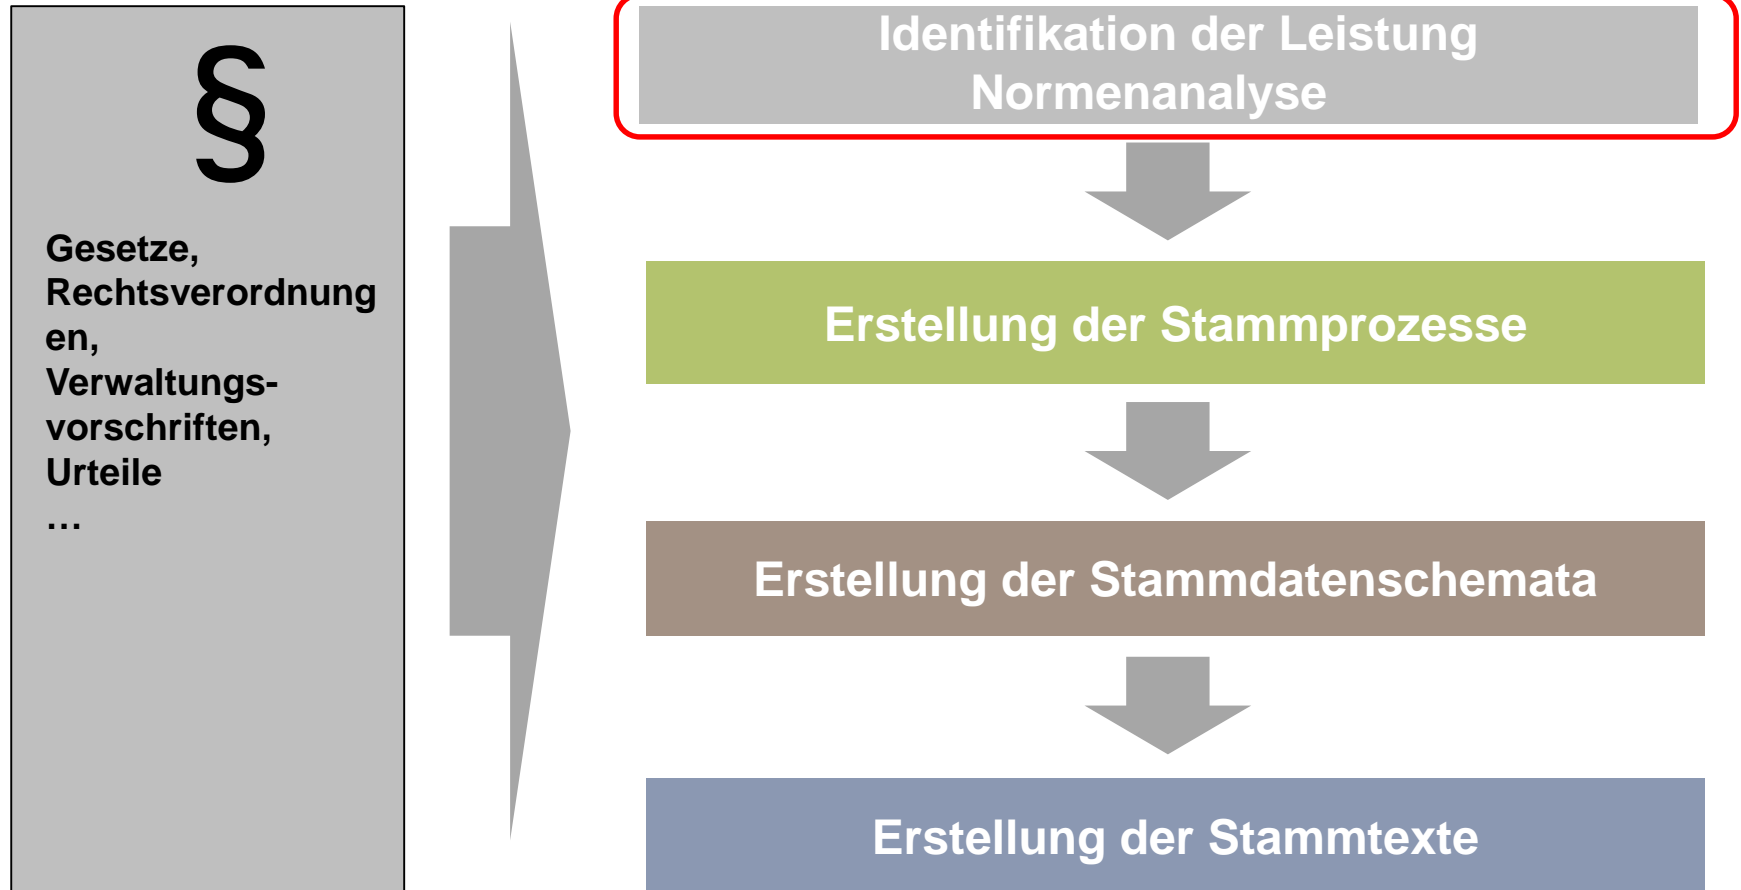 §
Gesetze,
Rechtsverordnung
en,
Verwaltungs-
vorschriften,
Urteile
…
Identifikation der Leistung
Normenanalyse
Erstellung der Stammprozesse
Erstellung der Stammdatenschemata
Erstellung der Stammtexte